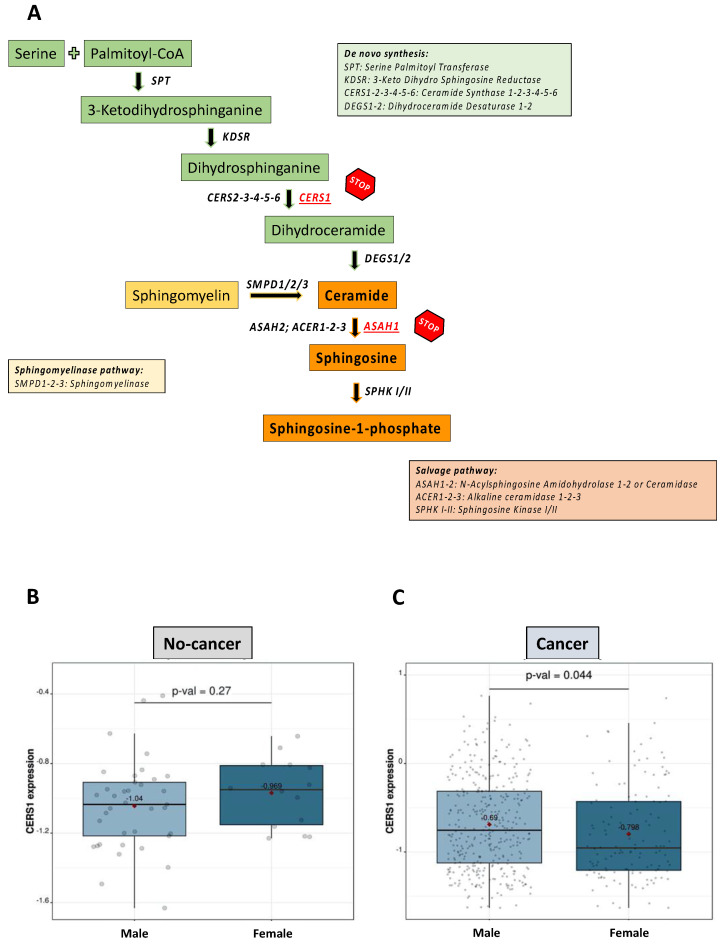 A
Serine + Palmitoyl-CoA
SPT
3-Ketodihydrosphinganine
KDSR
Dihydrosphinganine
CERS2-3-4-5-6 CERS1 STOP
Dihydroceramide
DEGS1/2
Sphingomyelin SMPD1/2/3 Ceramide
ASAH2; ACER1-2-3 ASAH1 STOP
Sphingosine
SPHK I/II
Sphingosine-1-phosphate
De novo synthesis:
SPT: Serine Palmitoyl Transferase
KDSR: 3-Keto Dihydro Sphingosine Reductase
CERS1-2-3-4-5-6: Ceramide Synthase 1-2-3-4-5-6
DEGS1-2: Dihydroceramide Desaturase 1-2
Sphingomyelinase pathway:
SMPD1-2-3: Sphingomyelinase
Salvage pathway:
ASAH1-2: N-Acylsphingosine Amidohydrolase 1-2 or Ceramidase
ACER1-2-3: Alkaline ceramidase 1-2-3
SPHK I-II: Sphingosine Kinase I/II
B
No-cancer
p-val = 0.27
CERS1 expression
-0.4
-0.8
-1.2
-1.6
-1.04
-0.969
Male Female
C
Cancer
p-val = 0.044
CERS1 expression
1
0
-1
-0.69
-0.798
Male Female